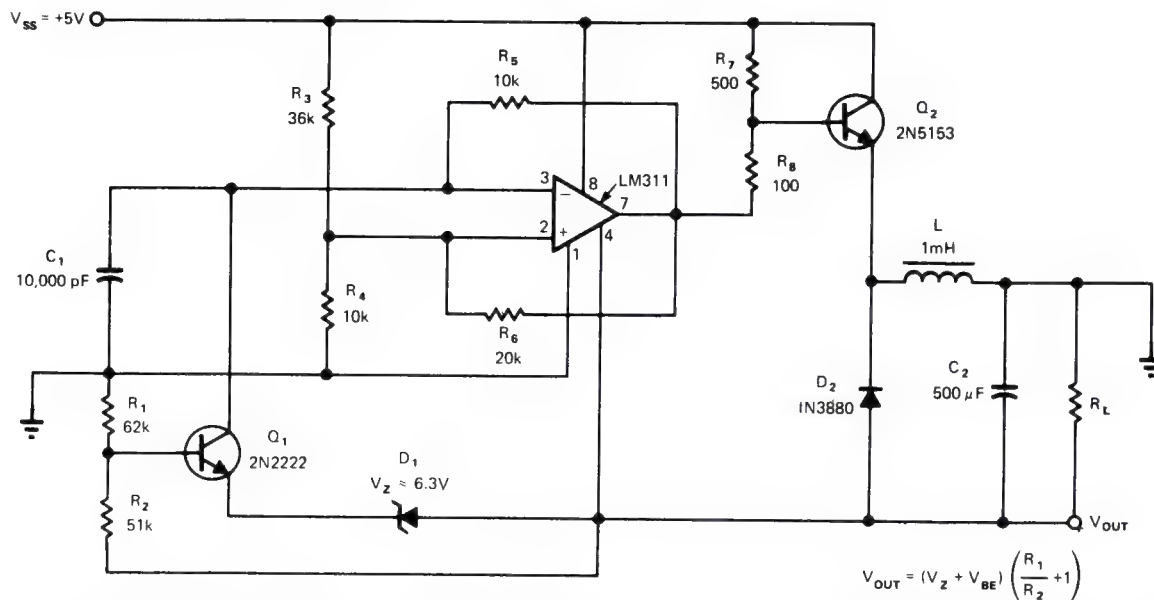 V_SS = +5V
R_3
36k
R_5
10k
R_7
500
Q_2
2N5153
R_8
100
3
8
LM311
7
2
4
1
C_1
10,000 pF
R_4
10k
R_6
20k
L
1mH
D_2
IN3880
C_2
500 μF
R_L
R_1
62k
Q_1
2N2222
R_2
51k
D_1
V_Z = 6.3V
V_OUT
V_OUT = (V_Z + V_BE) (R_1/R_2 +1)